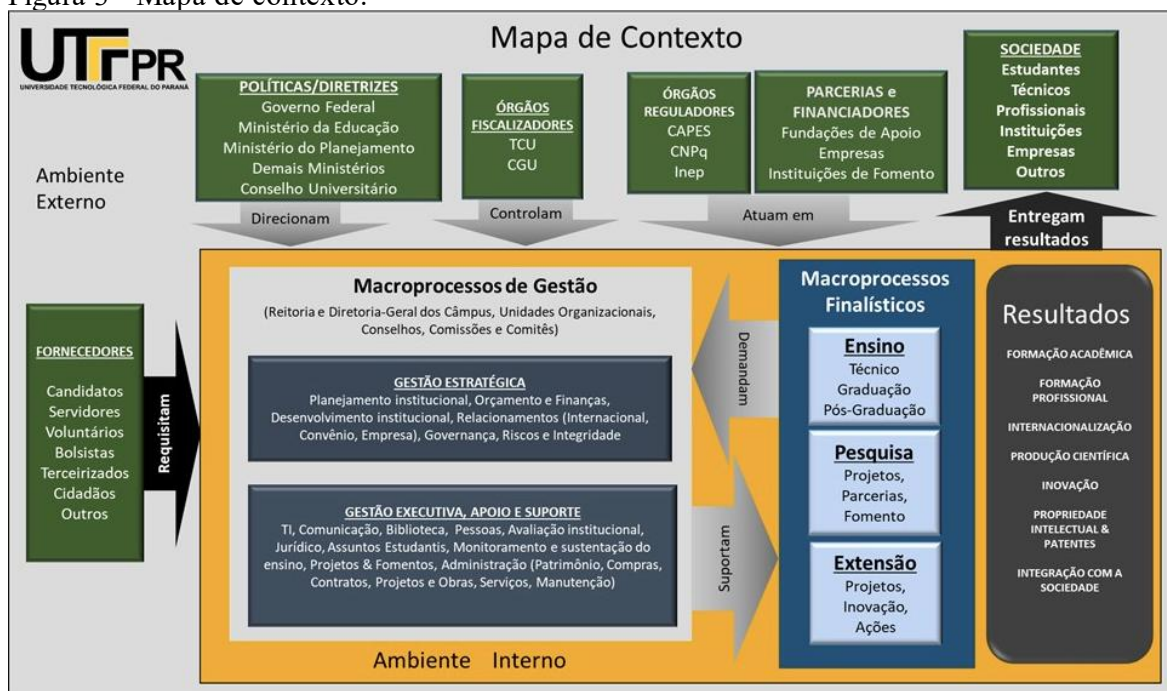 Figura 3 - Mapa de contexto.
UTFPR
UNIVERSIDADE TECNOLÓGICA FEDERAL DO PARANÁ
Mapa de Contexto
Ambiente
Externo
POLÍTICAS/DIRETRIZES
Governo Federal
Ministério da Educação
Ministério do Planejamento
Demais Ministérios
Conselho Universitário
Direcionam
ÓRGÃOS
FISCALIZADORES
TCU
CGU
Controlam
ÓRGÃOS
REGULADORES
CAPES
CNPq
Inep
PARCERIAS e
FINANCIADORES
Fundações de Apoio
Empresas
Instituições de Fomento
Atuam em
SOCIEDADE
Estudantes
Técnicos
Profissionais
Instituições
Empresas
Outros
Entregam
resultados
FORNECEDORES
Candidatos
Servidores
Voluntários
Bolsistas
Terceirizados
Cidadãos
Outros
Requisitam
Macroprocessos de Gestão
(Reitoria e Diretoria-Geral dos Câmpus, Unidades Organizacionais,
Conselhos, Comissões e Comitês)
GESTÃO ESTRATÉGICA
Planejamento institucional, Orçamento e Finanças,
Desenvolvimento institucional, Relacionamentos (Internacional,
Convênio, Empresa), Governança, Riscos e Integridade
GESTÃO EXECUTIVA, APOIO E SUPORTE
TI, Comunicação, Biblioteca, Pessoas, Avaliação institucional,
Jurídico, Assuntos Estudantis, Monitoramento e sustentação do
ensino, Projetos & Fomentos, Administração (Patrimônio, Compras,
Contratos, Projetos e Obras, Serviços, Manutenção)
Ambiente Interno
Demandam
Suportam
Macroprocessos
Finalísticos
Ensino
Técnico
Graduação
Pós-Graduação
Pesquisa
Projetos,
Parcerias,
Fomento
Extensão
Projetos,
Inovação,
Ações
Resultados
FORMAÇÃO ACADÊMICA
FORMAÇÃO
PROFISSIONAL
INTERNACIONALIZAÇÃO
PRODUÇÃO CIENTÍFICA
INOVAÇÃO
PROPRIEDADE
INTELECTUAL &
PATENTES
INTEGRAÇÃO COM A
SOCIEDADE